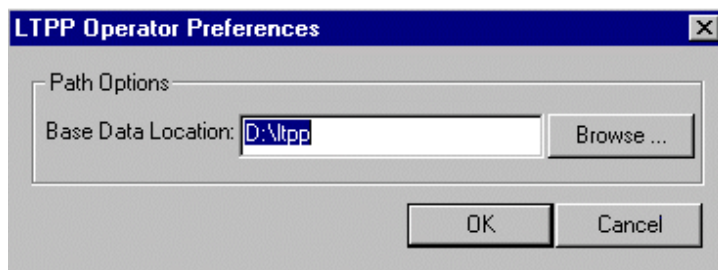 LTPP Operator Preferences
Path Options
Base Data Location: D:\ltpp Browse ...
OK Cancel